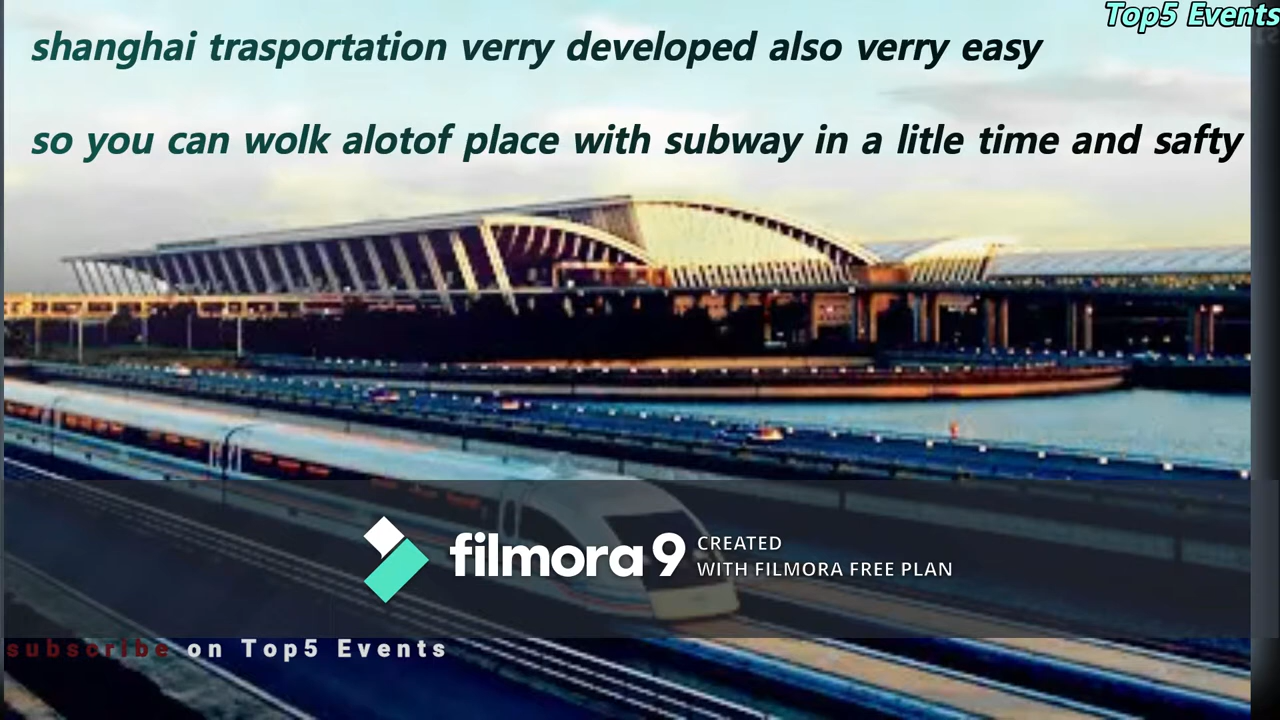 Top5 Events
shanghai trasportation verry developed also verry easy
so you can wolk alotof place with subway in a litle time and safty
filmora9 CREATED
WITH FILMORA FREE PLAN
subscribe on Top5 Events